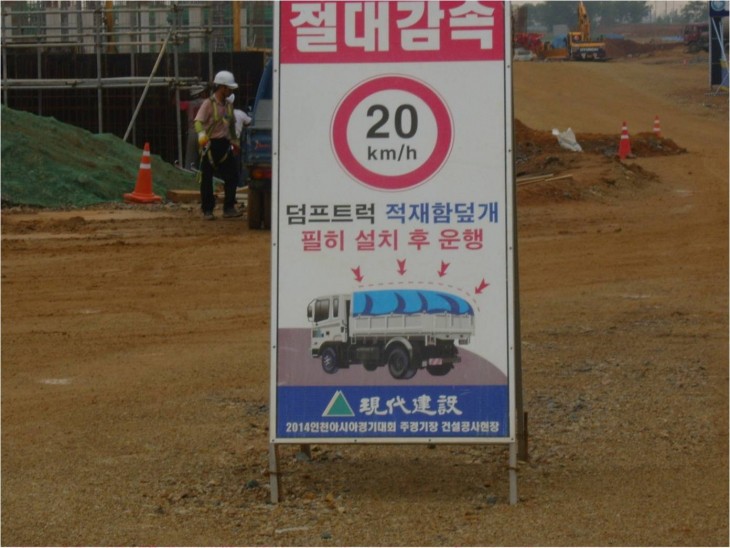 절대감속
20
km/h
덤프트럭 적재함덮개
필히 설치 후 운행
現代建設
2014인천아시아경기대회 주경기장 건설공사현장